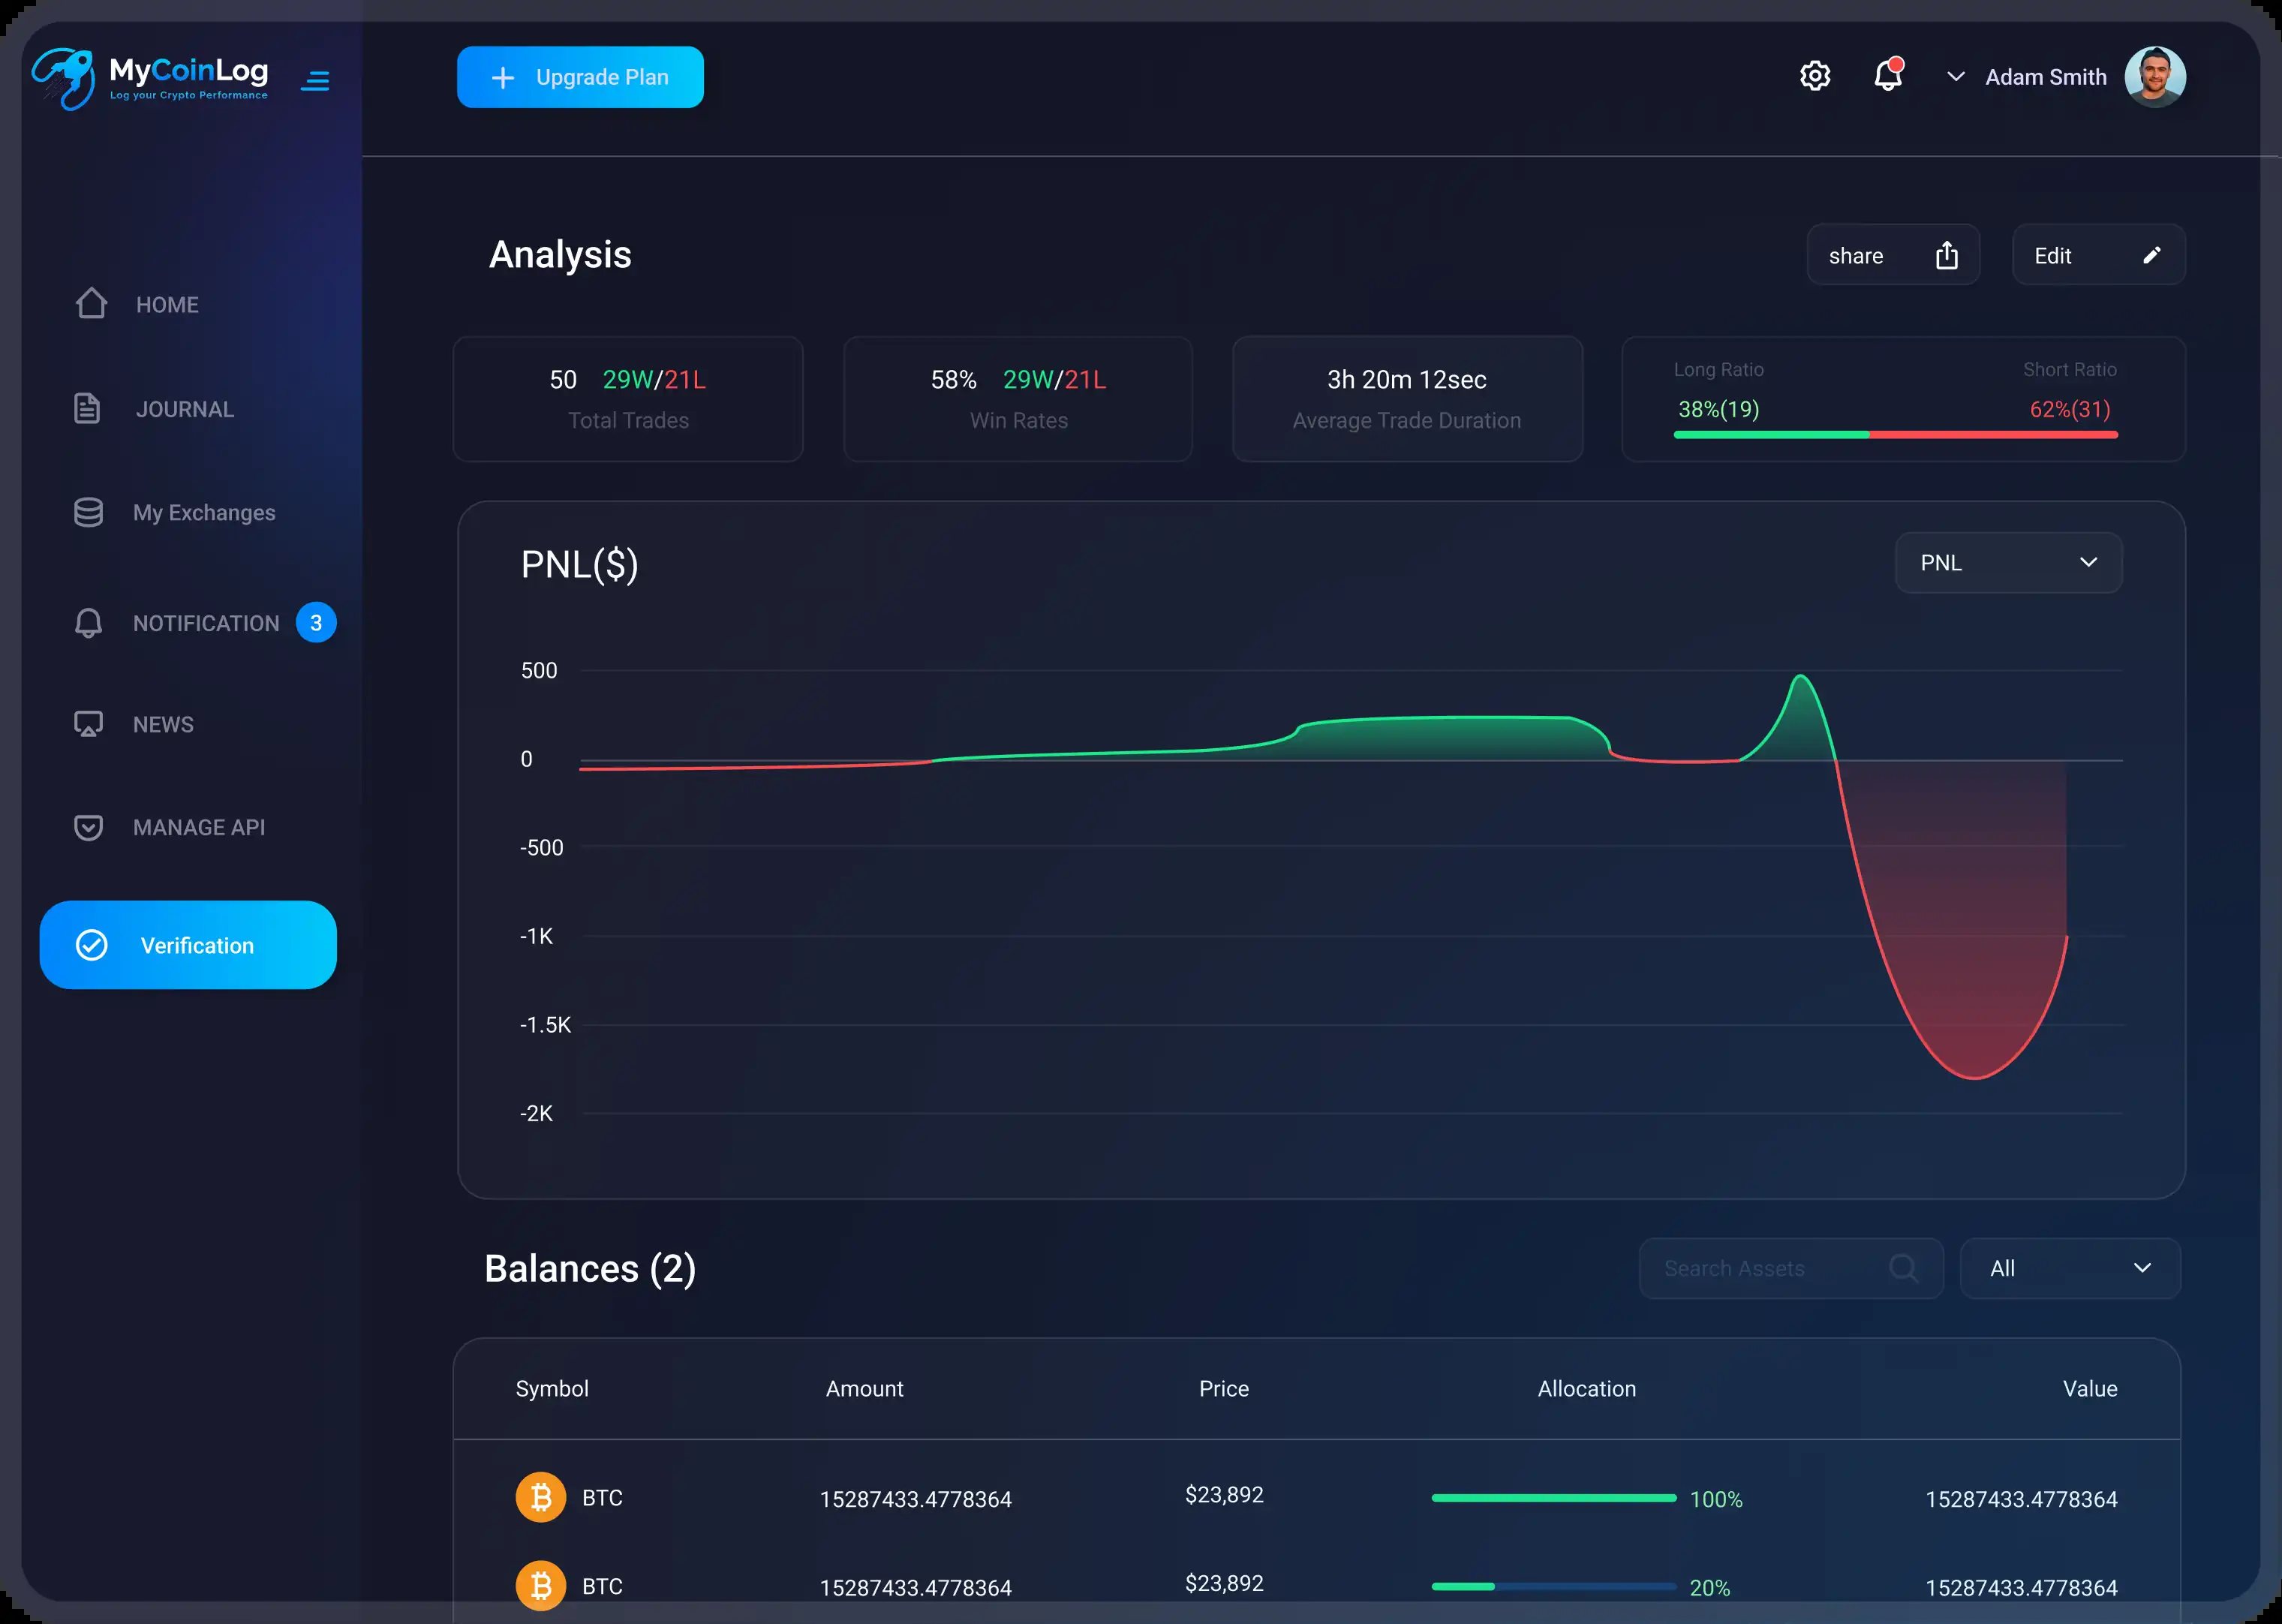 MyCoinLog
Log your Crypto Performance
Upgrade Plan
Adam Smith
HOME
JOURNAL
My Exchanges
NOTIFICATION 3
NEWS
MANAGE API
Verification
Analysis
share
Edit
50 29W/21L
Total Trades
58% 29W/21L
Win Rates
3h 20m 12sec
Average Trade Duration
Long Ratio Short Ratio
38%(19) 62%(31)
PNL($)
PNL
500
0
-500
-1K
-1.5K
-2K
Balances (2)
Search Assets
All
Symbol Amount Price Allocation Value
BTC 15287433.4778364 $23,892 100% 15287433.4778364
BTC 15287433.4778364 $23,892 20% 15287433.4778364